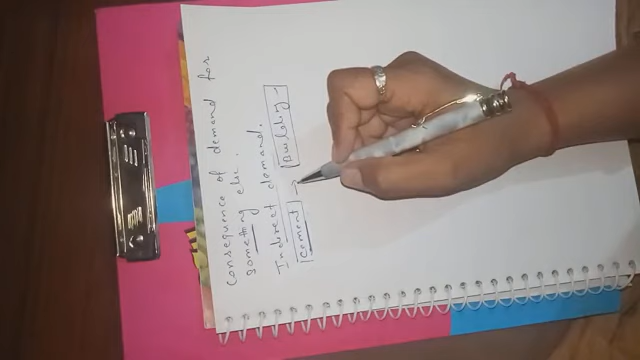 Consequence of demand for
something else.
Indirect demand.
Cement → Building →